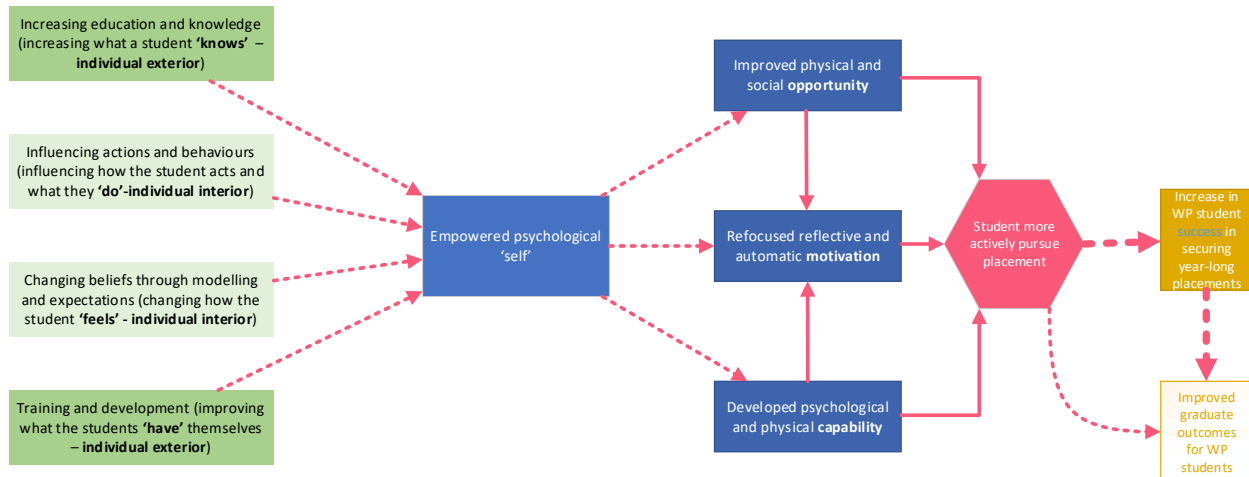 Increasing education and knowledge
(increasing what a student ‘knows’ –
individual exterior)
Influencing actions and behaviours
(influencing how the student acts and
what they ‘do’-individual interior)
Changing beliefs through modelling
and expectations (changing how the
student ‘feels’ - individual interior)
Training and development (improving
what the students ‘have’ themselves
– individual exterior)
Empowered psychological
‘self’
Improved physical and
social opportunity
Refocused reflective and
automatic motivation
Developed psychological
and physical capability
Student more
actively pursue
placement
Increase in
WP student
success in
securing
year-long
placements
Improved
graduate
outcomes
for WP
students